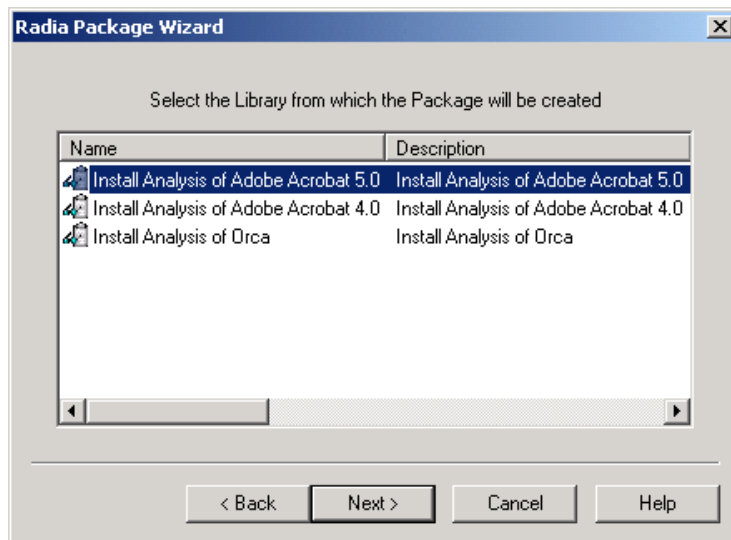 Radia Package Wizard
Select the Library from which the Package will be created
Name Description
Install Analysis of Adobe Acrobat 5.0 Install Analysis of Adobe Acrobat 5.0
Install Analysis of Adobe Acrobat 4.0 Install Analysis of Adobe Acrobat 4.0
Install Analysis of Orca Install Analysis of Orca
< Back Next > Cancel Help